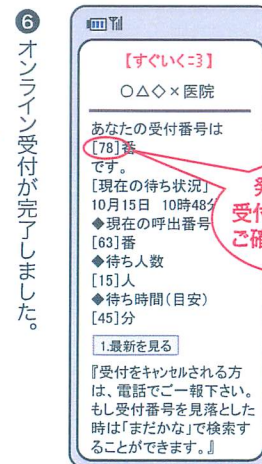 ❻オンライン受付が完了しました。
【すぐいくﾆ3】
○△◇×医院
あなたの受付番号は
[78]番
です。
[現在の待ち状況]
10月15日 10時48分
◆現在の呼出番号
[63]番
◆待ち人数
[15]人
◆待ち時間(目安)
[45]分
1.最新を見る
『受付をｷｬﾝｾﾙされる方
は、電話でご一報下さい。
もし受付番号を見落とした
時は「まだかな」で検索す
ることができます。』
受付
ご確